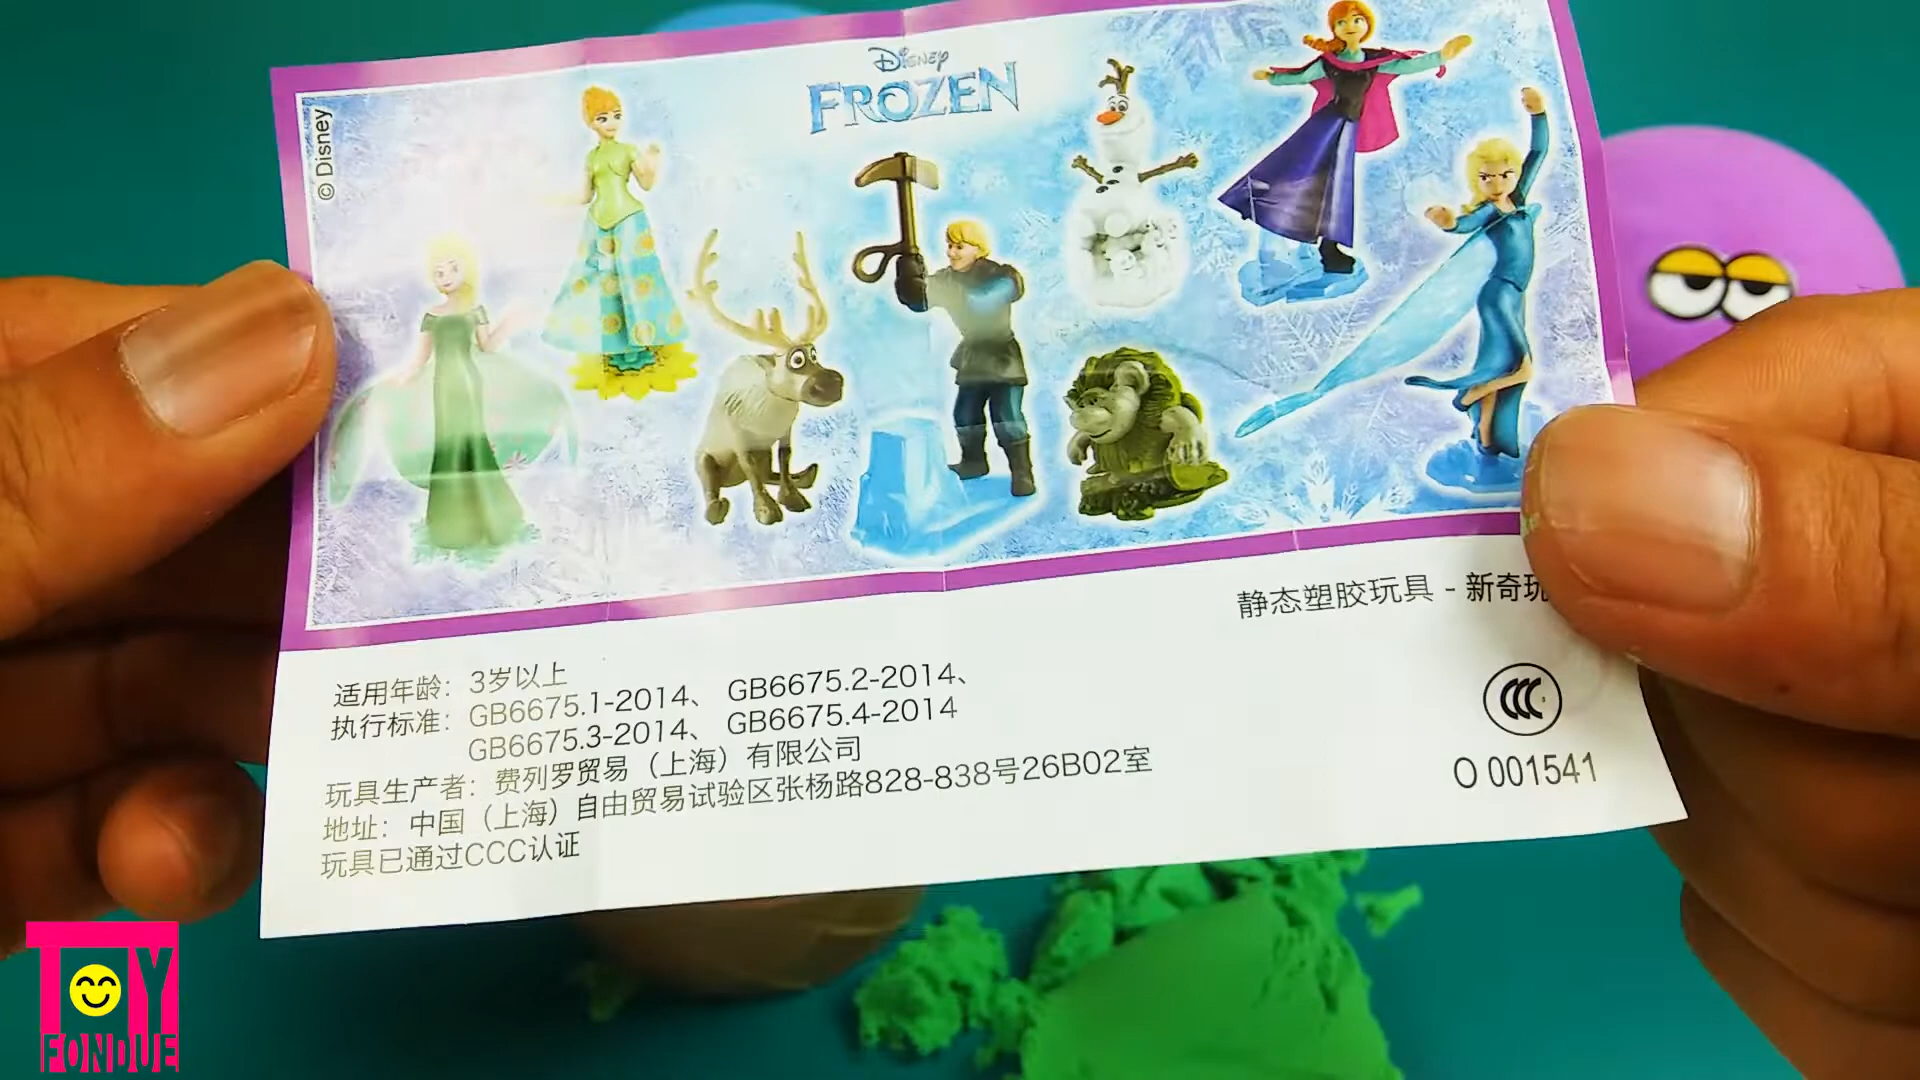 © Disney
Disney
FROZEN
静态塑胶玩具 - 新奇玩
适用年龄: 3岁以上
执行标准: GB6675.1-2014、 GB6675.2-2014、
GB6675.3-2014、 GB6675.4-2014
玩具生产者: 费列罗贸易（上海）有限公司
地址: 中国（上海）自由贸易试验区张杨路828-838号26B02室
玩具已通过CCC认证
CCC
O 001541
TOY
FONDUE